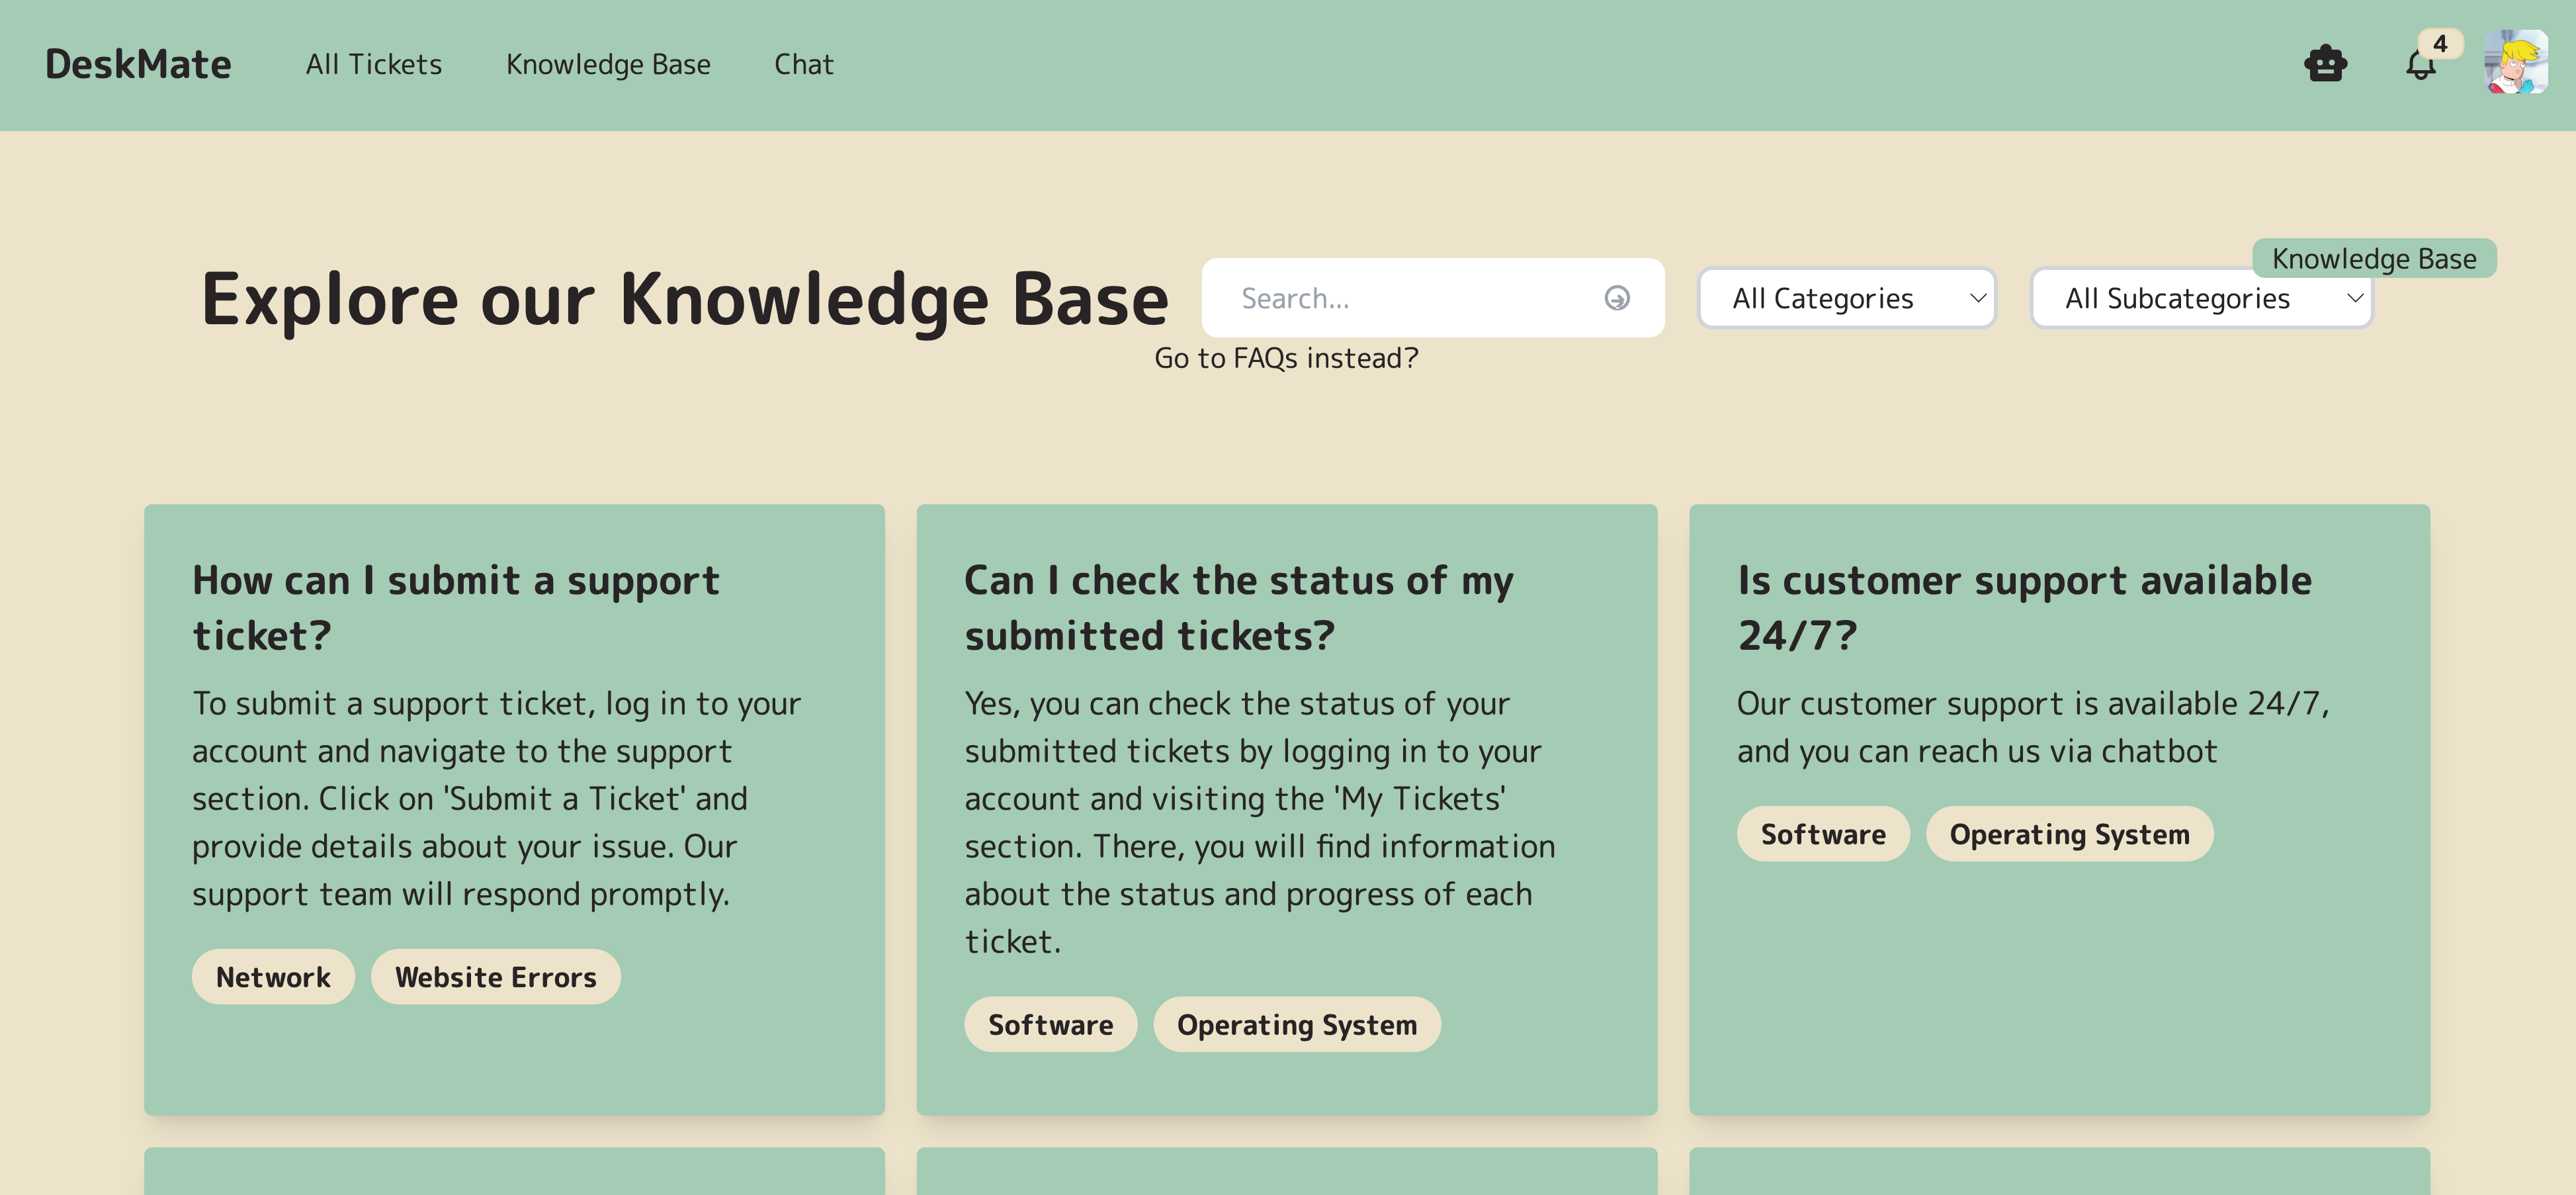 DeskMate
All Tickets
Knowledge Base
Chat
4
Knowledge Base
Explore our Knowledge Base
Search...
All Categories
All Subcategories
Go to FAQs instead?
How can I submit a support
ticket?
To submit a support ticket, log in to your
account and navigate to the support
section. Click on 'Submit a Ticket' and
provide details about your issue. Our
support team will respond promptly.
Network
Website Errors
Can I check the status of my
submitted tickets?
Yes, you can check the status of your
submitted tickets by logging in to your
account and visiting the 'My Tickets'
section. There, you will find information
about the status and progress of each
ticket.
Software
Operating System
Is customer support available
24/7?
Our customer support is available 24/7,
and you can reach us via chatbot
Software
Operating System